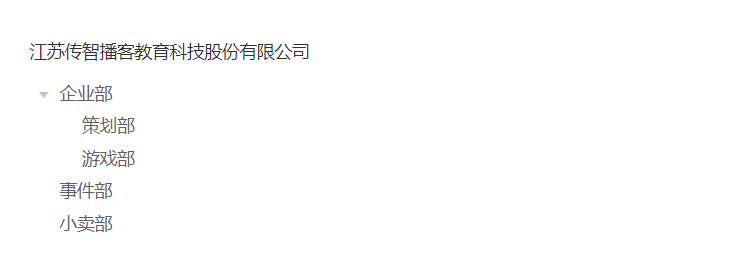 江苏传智播客教育科技股份有限公司
企业部
策划部
游戏部
事件部
小卖部